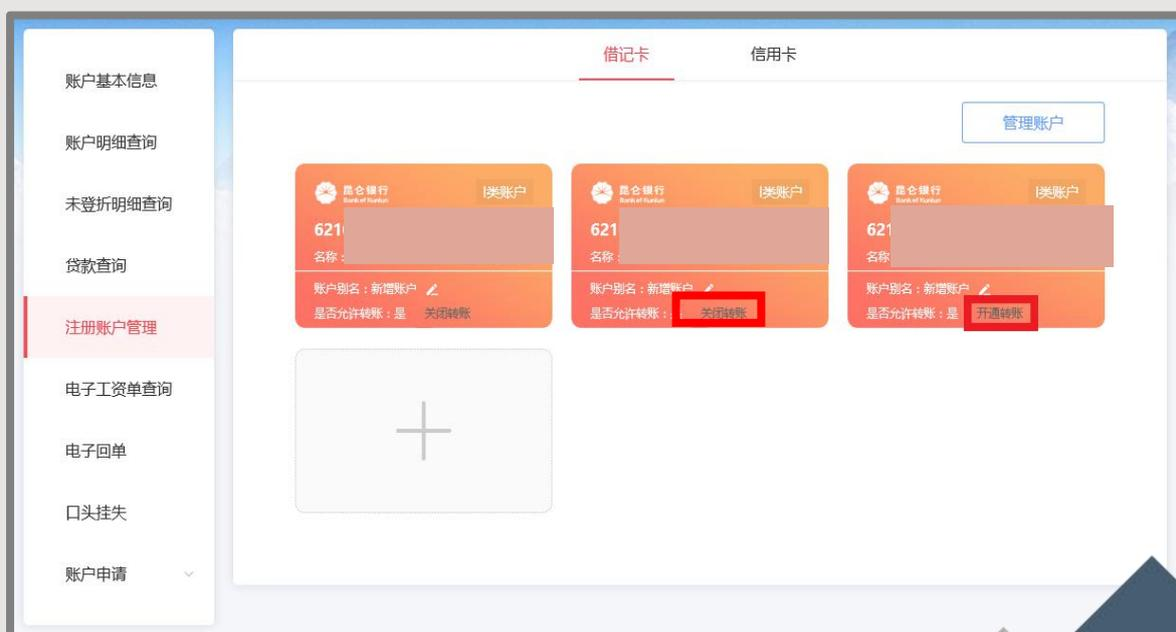 借记卡
信用卡
账户基本信息
账户明细查询
未登折明细查询
贷款查询
注册账户管理
电子工资单查询
电子回单
口头挂失
账户申请
管理账户
昆仑银行
Bank of Kunlun
I类账户
621
名称：
账户别名：新增账户
是否允许转账：是 关闭转账
昆仑银行
Bank of Kunlun
I类账户
621
名称
账户别名：新增账户
是否允许转账： 关闭转账
昆仑银行
Bank of Kunlun
I类账户
621
名称
账户别名：新增账户
是否允许转账：是 开通转账